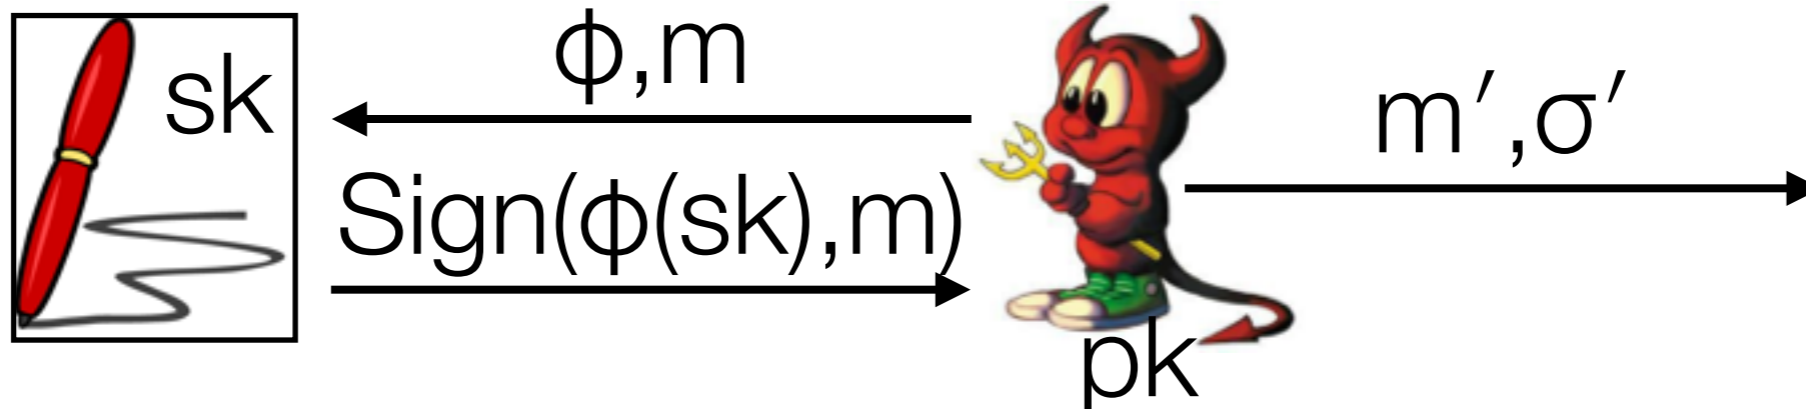 sk
ϕ,m
Sign(ϕ(sk),m)
pk
m′,σ′